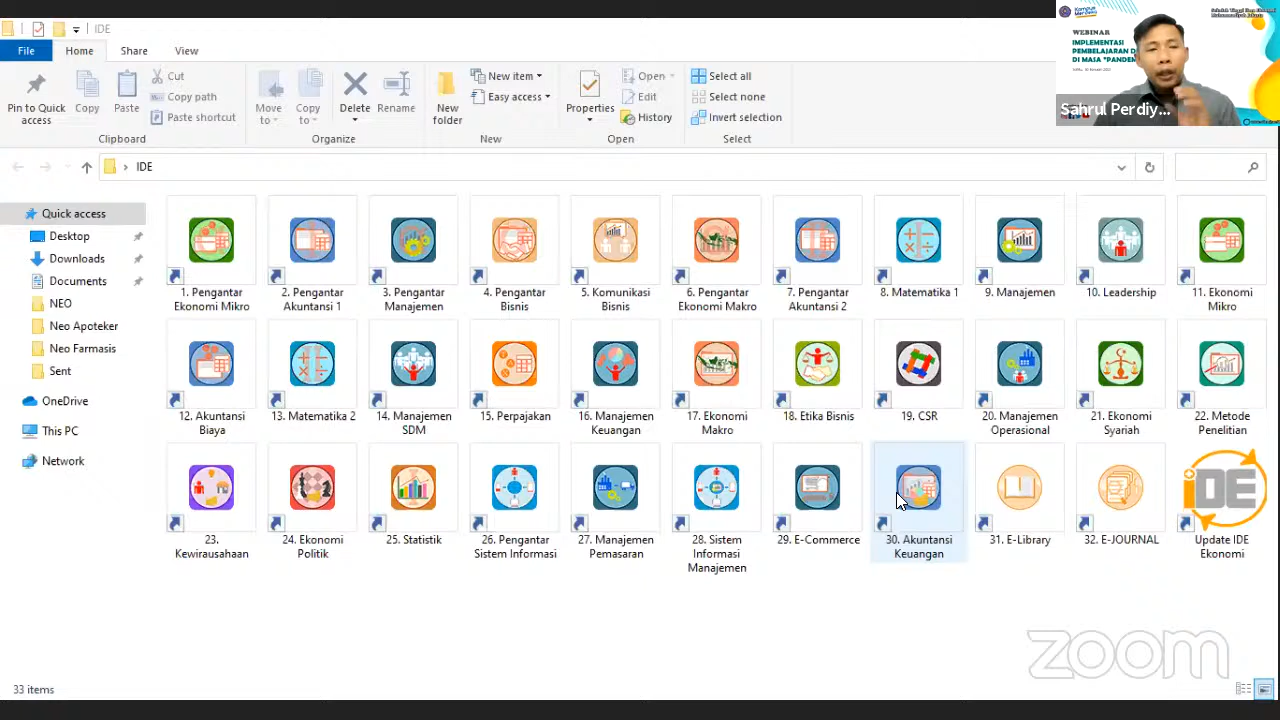 IDE
File
Home
Share
View
Pin to Quick
access
Copy
Paste
Cut
Copy path
Paste shortcut
Clipboard
Move
to
Copy
to
Delete
Rename
Organize
New
folder
New item
Easy access
New
Properties
Open
Edit
History
Open
Select all
Select none
Invert selection
Select
IDE
Kampus
Merdeka
WEBINAR
IMPLEMENTASI
PEMBELAJARAN D
DI MASA "PANDEM
Sahrul Perdiy...
Quick access
Desktop
Downloads
Documents
NEO
Neo Apoteker
Neo Farmasis
Sent
OneDrive
This PC
Network
1. Pengantar
Ekonomi Mikro
2. Pengantar
Akuntansi 1
3. Pengantar
Manajemen
4. Pengantar
Bisnis
5. Komunikasi
Bisnis
6. Pengantar
Ekonomi Makro
7. Pengantar
Akuntansi 2
8. Matematika 1
9. Manajemen
10. Leadership
11. Ekonomi
Mikro
12. Akuntansi
Biaya
13. Matematika 2
14. Manajemen
SDM
15. Perpajakan
16. Manajemen
Keuangan
17. Ekonomi
Makro
18. Etika Bisnis
19. CSR
20. Manajemen
Operasional
21. Ekonomi
Syariah
22. Metode
Penelitian
23.
Kewirausahaan
24. Ekonomi
Politik
25. Statistik
26. Pengantar
Sistem Informasi
27. Manajemen
Pemasaran
28. Sistem
Informasi
Manajemen
29. E-Commerce
30. Akuntansi
Keuangan
31. E-Library
32. E-JOURNAL
iDE
Update IDE
Ekonomi
zoom
33 items